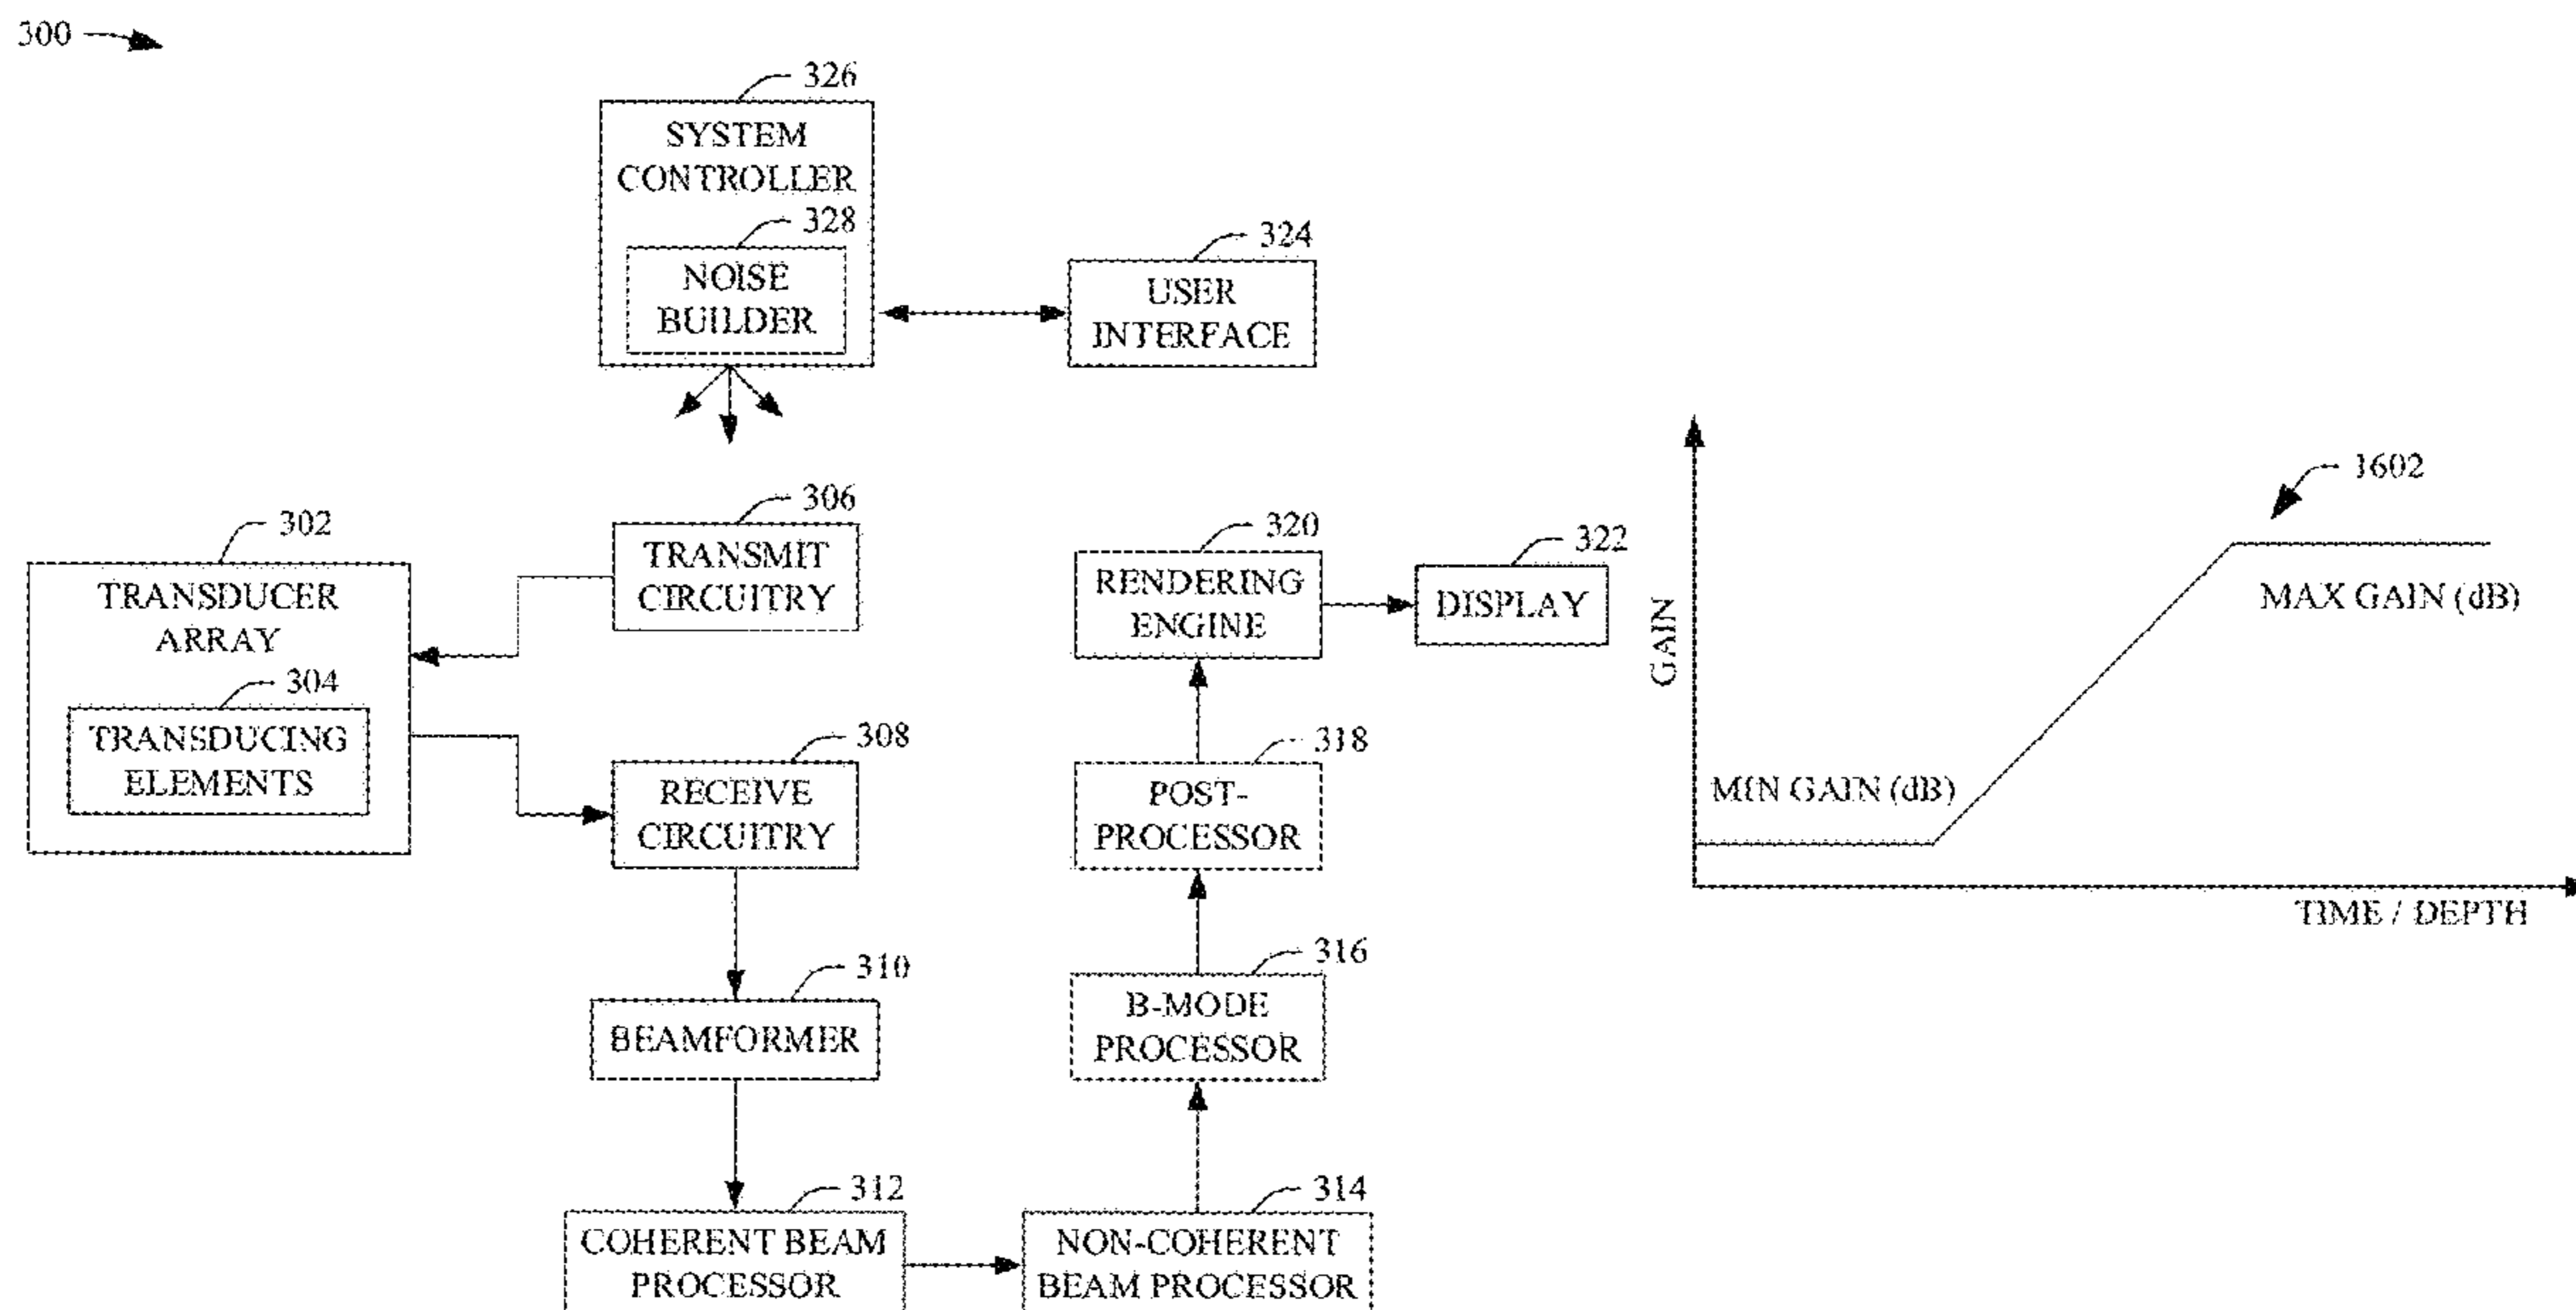 300
326
SYSTEM
CONTROLLER
328
NOISE
BUILDER
324
USER
INTERFACE
302
TRANSDUCER
ARRAY
304
TRANSDUCING
ELEMENTS
306
TRANSMIT
CIRCUITRY
308
RECEIVE
CIRCUITRY
310
BEAMFORMER
312
COHERENT BEAM
PROCESSOR
314
NON-COHERENT
BEAM PROCESSOR
316
B-MODE
PROCESSOR
318
POST-
PROCESSOR
320
RENDERING
ENGINE
322
DISPLAY
1602
GAIN
MAX GAIN (dB)
MIN GAIN (dB)
TIME / DEPTH